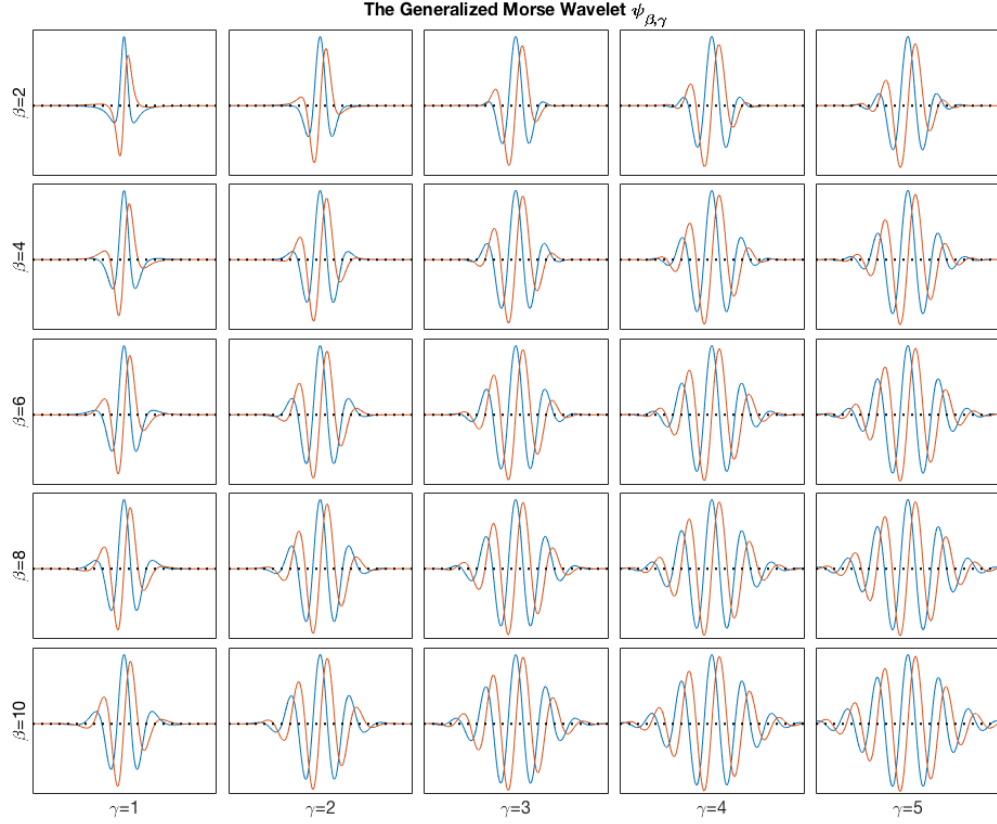 The Generalized Morse Wavelet ψβ,γ
β=2
β=4
β=6
β=8
β=10
γ=1 γ=2 γ=3 γ=4 γ=5